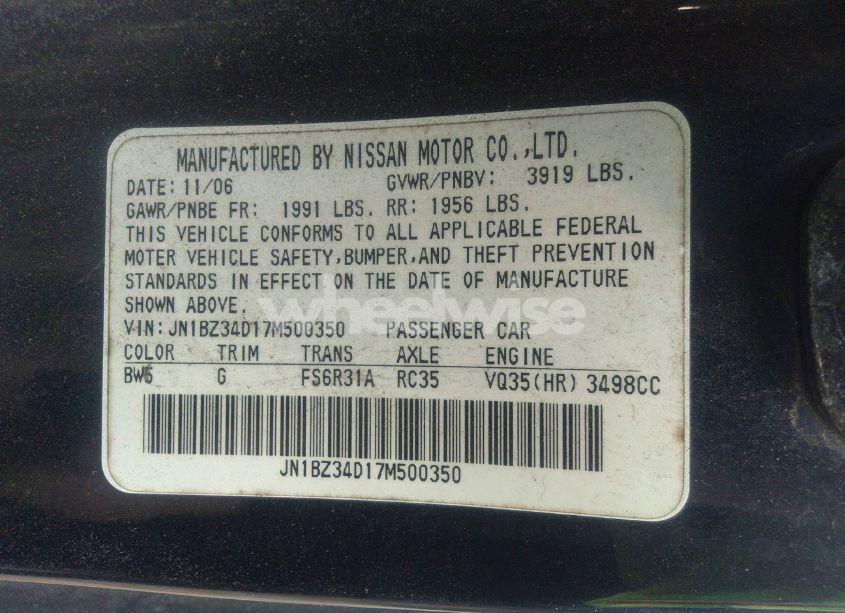 MANUFACTURED BY NISSAN MOTOR CO.,LTD.
DATE: 11/06 GVWR/PNBV: 3919 LBS.
GAWR/PNBE FR: 1991 LBS. RR: 1956 LBS.
THIS VEHICLE CONFORMS TO ALL APPLICABLE FEDERAL
MOTER VEHICLE SAFETY,BUMPER,AND THEFT PREVENTION
STANDARDS IN EFFECT ON THE DATE OF MANUFACTURE
SHOWN ABOVE.
wheelwise
VIN: JN1BZ34D17M500350 PASSENGER CAR
COLOR TRIM TRANS AXLE ENGINE
BW5 G FS6R31A RC35 VQ35(HR) 3498CC
JN1BZ34D17M500350